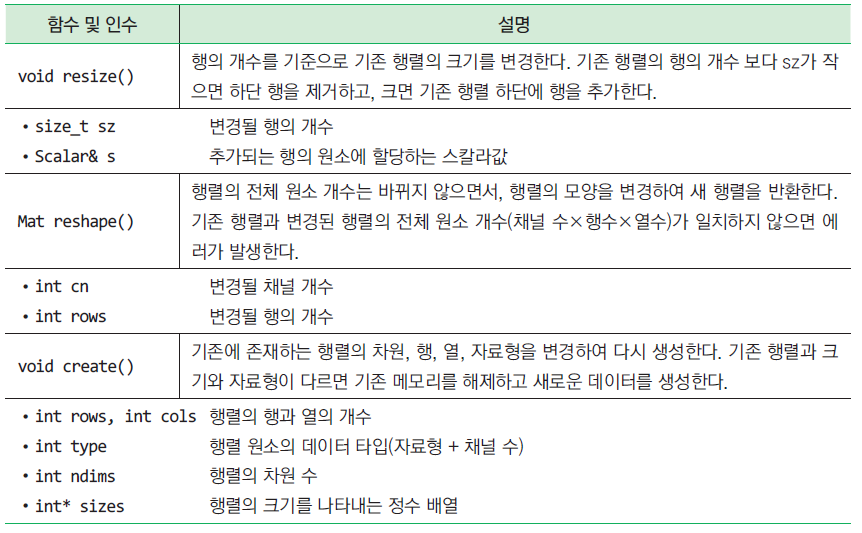 함수 및 인수 설명
void resize() 행의 개수를 기준으로 기존 행렬의 크기를 변경한다. 기존 행렬의 행의 개수 보다 sz가 작
으면 하단 행을 제거하고, 크면 기존 행렬 하단에 행을 추가한다.
• size_t sz 변경될 행의 개수
• Scalar& s 추가되는 행의 원소에 할당하는 스칼라값
Mat reshape() 행렬의 전체 원소 개수는 바뀌지 않으면서, 행렬의 모양을 변경하여 새 행렬을 반환한다.
기존 행렬과 변경된 행렬의 전체 원소 개수(채널 수×행수×열수)가 일치하지 않으면 에
러가 발생한다.
• int cn 변경될 채널 개수
• int rows 변경될 행의 개수
void create() 기존에 존재하는 행렬의 차원, 행, 열, 자료형을 변경하여 다시 생성한다. 기존 행렬과 크
기와 자료형이 다르면 기존 메모리를 해제하고 새로운 데이터를 생성한다.
• int rows, int cols 행렬의 행과 열의 개수
• int type 행렬 원소의 데이터 타입(자료형 + 채널 수)
• int ndims 행렬의 차원 수
• int* sizes 행렬의 크기를 나타내는 정수 배열